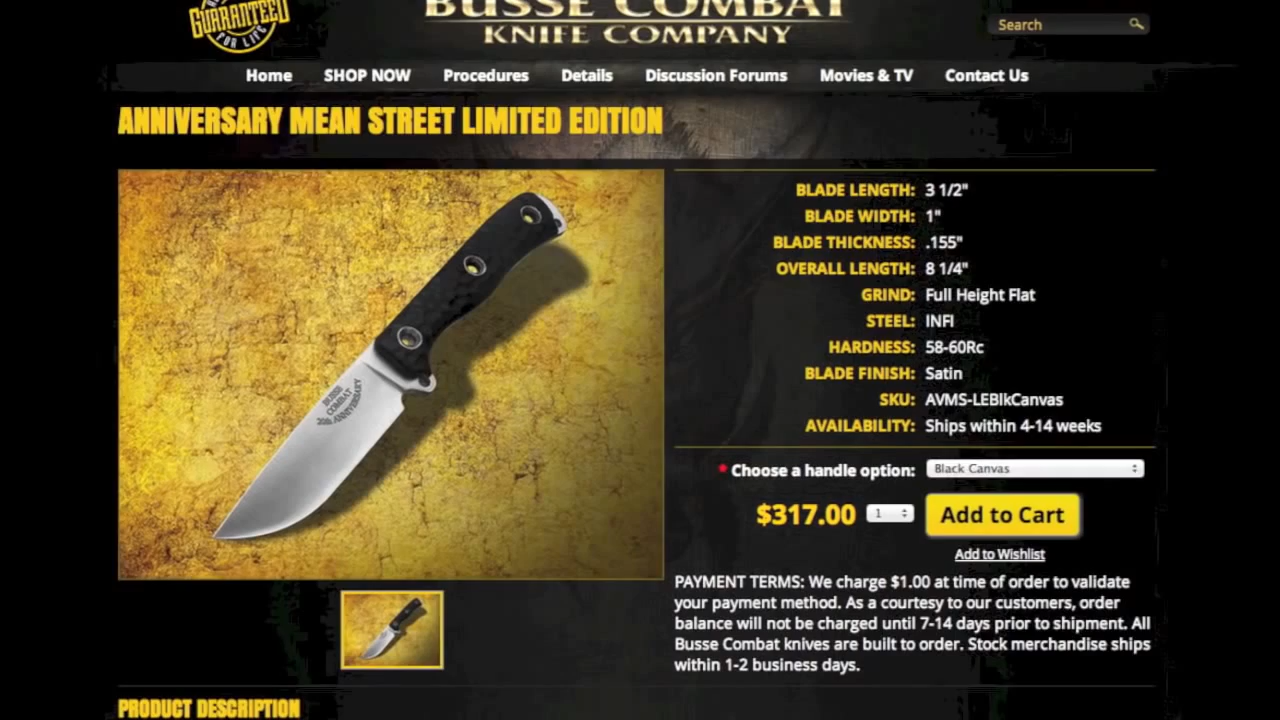 GUARANTEED
FOR LIFE
BUSSE COMBAT
KNIFE COMPANY
Search
Home SHOP NOW Procedures Details Discussion Forums Movies & TV Contact Us
ANNIVERSARY MEAN STREET LIMITED EDITION
BUSSE
COMBAT
ANNIVERSARY
BLADE LENGTH: 3 1/2"
BLADE WIDTH: 1"
BLADE THICKNESS: .155"
OVERALL LENGTH: 8 1/4"
GRIND: Full Height Flat
STEEL: INFI
HARDNESS: 58-60Rc
BLADE FINISH: Satin
SKU: AVMS-LEBlkCanvas
AVAILABILITY: Ships within 4-14 weeks
* Choose a handle option: Black Canvas
$317.00 1 Add to Cart
Add to Wishlist
PAYMENT TERMS: We charge $1.00 at time of order to validate
your payment method. As a courtesy to our customers, order
balance will not be charged until 7-14 days prior to shipment. All
Busse Combat knives are built to order. Stock merchandise ships
within 1-2 business days.
PRODUCT DESCRIPTION